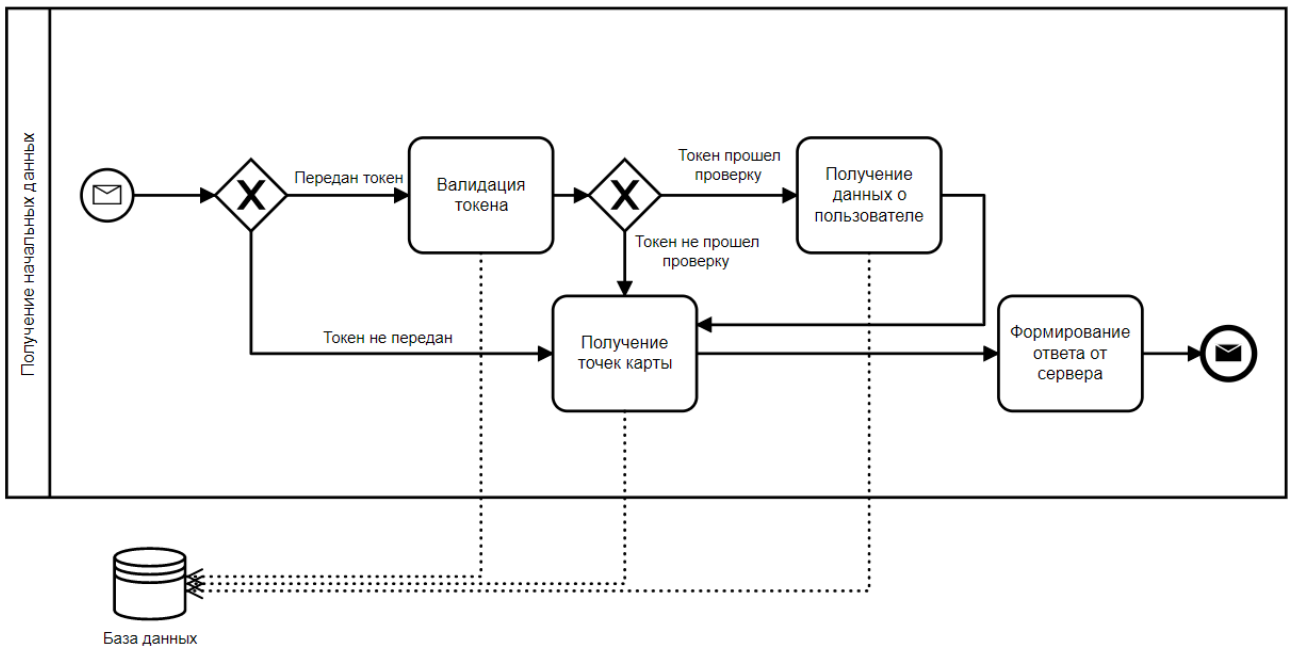 Получение начальных данных
Передан токен
Валидация
токена
Токен прошел
проверку
Получение
данных о
пользователе
Токен не прошел
проверку
Токен не передан
Получение
точек карты
Формирование
ответа от
сервера
База данных